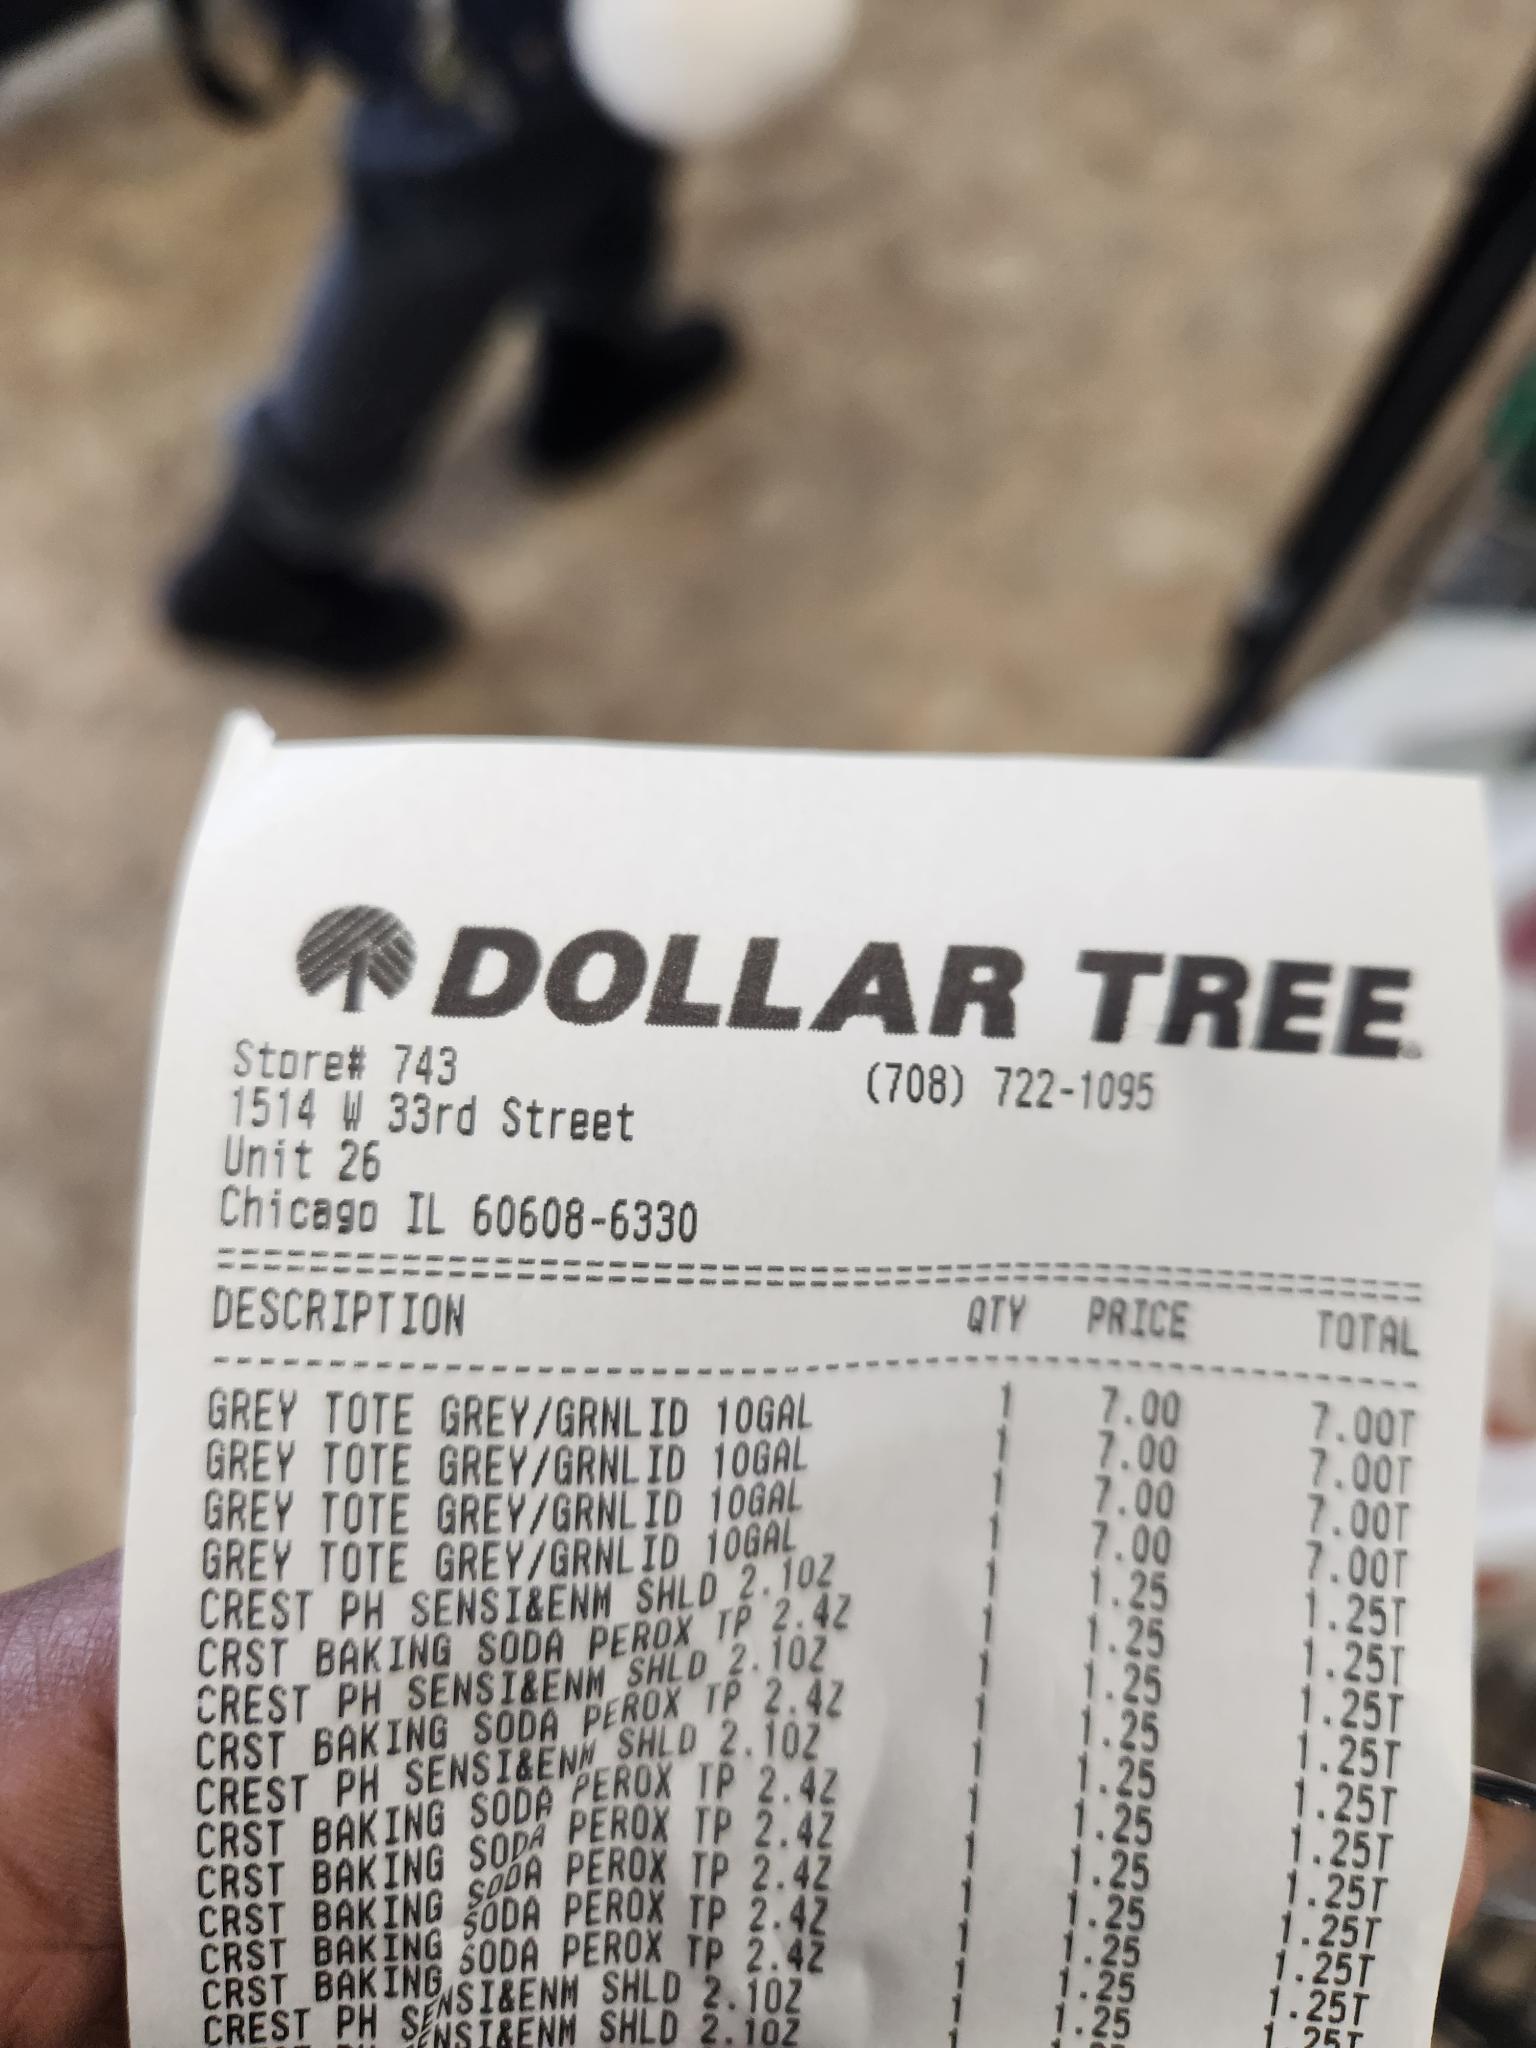 DOLLAR TREE
Store# 743 (708) 722-1095
1514 W 33rd Street
Unit 26
Chicago IL 60608-6330
DESCRIPTION QTY PRICE TOTAL
GREY TOTE GREY/GRNLID 10GAL 1 7.00 7.00T
GREY TOTE GREY/GRNLID 10GAL 1 7.00 7.00T
GREY TOTE GREY/GRNLID 10GAL 1 7.00 7.00T
GREY TOTE GREY/GRNLID 10GAL 1 7.00 7.00T
CREST PH SENSI&ENM SHLD 2.1OZ 1 1.25 1.25T
CRST BAKING SODA PEROX TP 2.4Z 1 1.25 1.25T
CREST PH SENSI&ENM SHLD 2.1OZ 1 1.25 1.25T
CRST BAKING SODA PEROX TP 2.4Z 1 1.25 1.25T
CREST PH SENSI&ENM SHLD 2.1OZ 1 1.25 1.25T
CRST BAKING SODA PEROX TP 2.4Z 1 1.25 1.25T
CRST BAKING SODA PEROX TP 2.4Z 1 1.25 1.25T
CRST BAKING SODA PEROX TP 2.4Z 1 1.25 1.25T
CRST BAKING SODA PEROX TP 2.4Z 1 1.25 1.25T
CRST BAKING SODA PEROX TP 2.4Z 1 1.25 1.25T
CREST PH SENSI&ENM SHLD 2.1OZ 1 1.25 1.25T
SENSI&ENM SHLD 2.1OZ